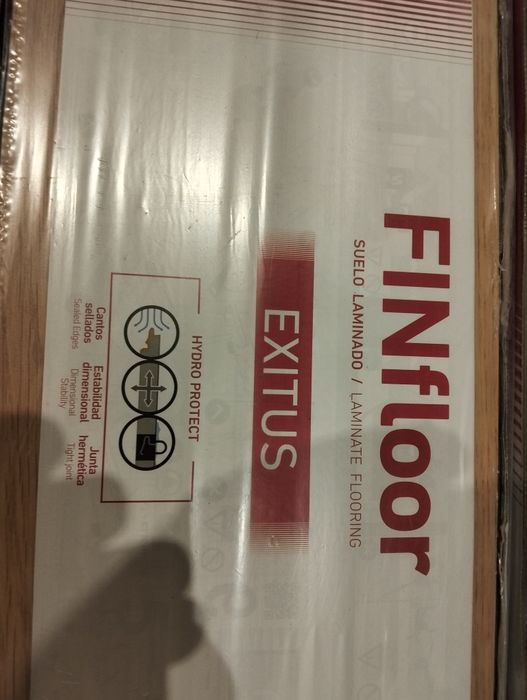 FINfloor
SUELO LAMINADO / LAMINATE FLOORING
EXITUS
HYDRO PROTECT
Cantos
sellados
Sealed Edges
Estabilidad
dimensional
Dimensional
Stability
Junta
hermética
Tight joint